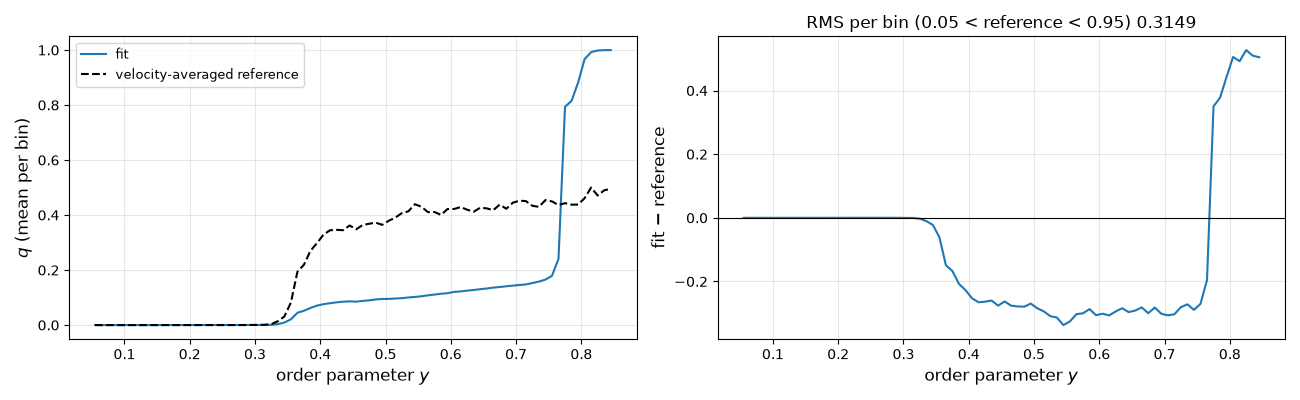 fit
velocity-averaged reference
q (mean per bin)
1.0
0.8
0.6
0.4
0.2
0.0
0.1 0.2 0.3 0.4 0.5 0.6 0.7 0.8
order parameter y
RMS per bin (0.05 < reference < 0.95) 0.3149
fit − reference
0.4
0.2
0.0
−0.2
0.1 0.2 0.3 0.4 0.5 0.6 0.7 0.8
order parameter y